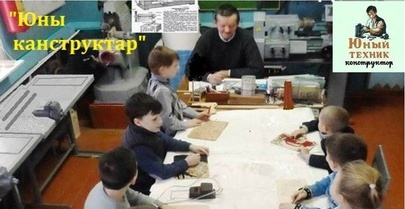 "Юны
канструктар"
Юный
техник
конструктор